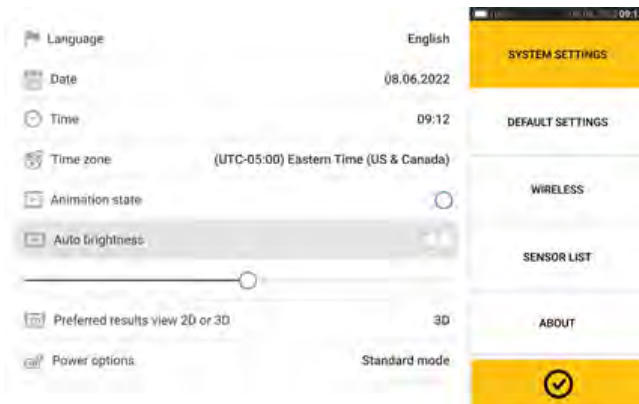 09:12
Language English
Date 08.06.2022
Time 09:12
Time zone (UTC-05:00) Eastern Time (US & Canada)
Animation state
Auto brightness
Preferred results view 2D or 3D 3D
Power options Standard mode
SYSTEM SETTINGS
DEFAULT SETTINGS
WIRELESS
SENSOR LIST
ABOUT